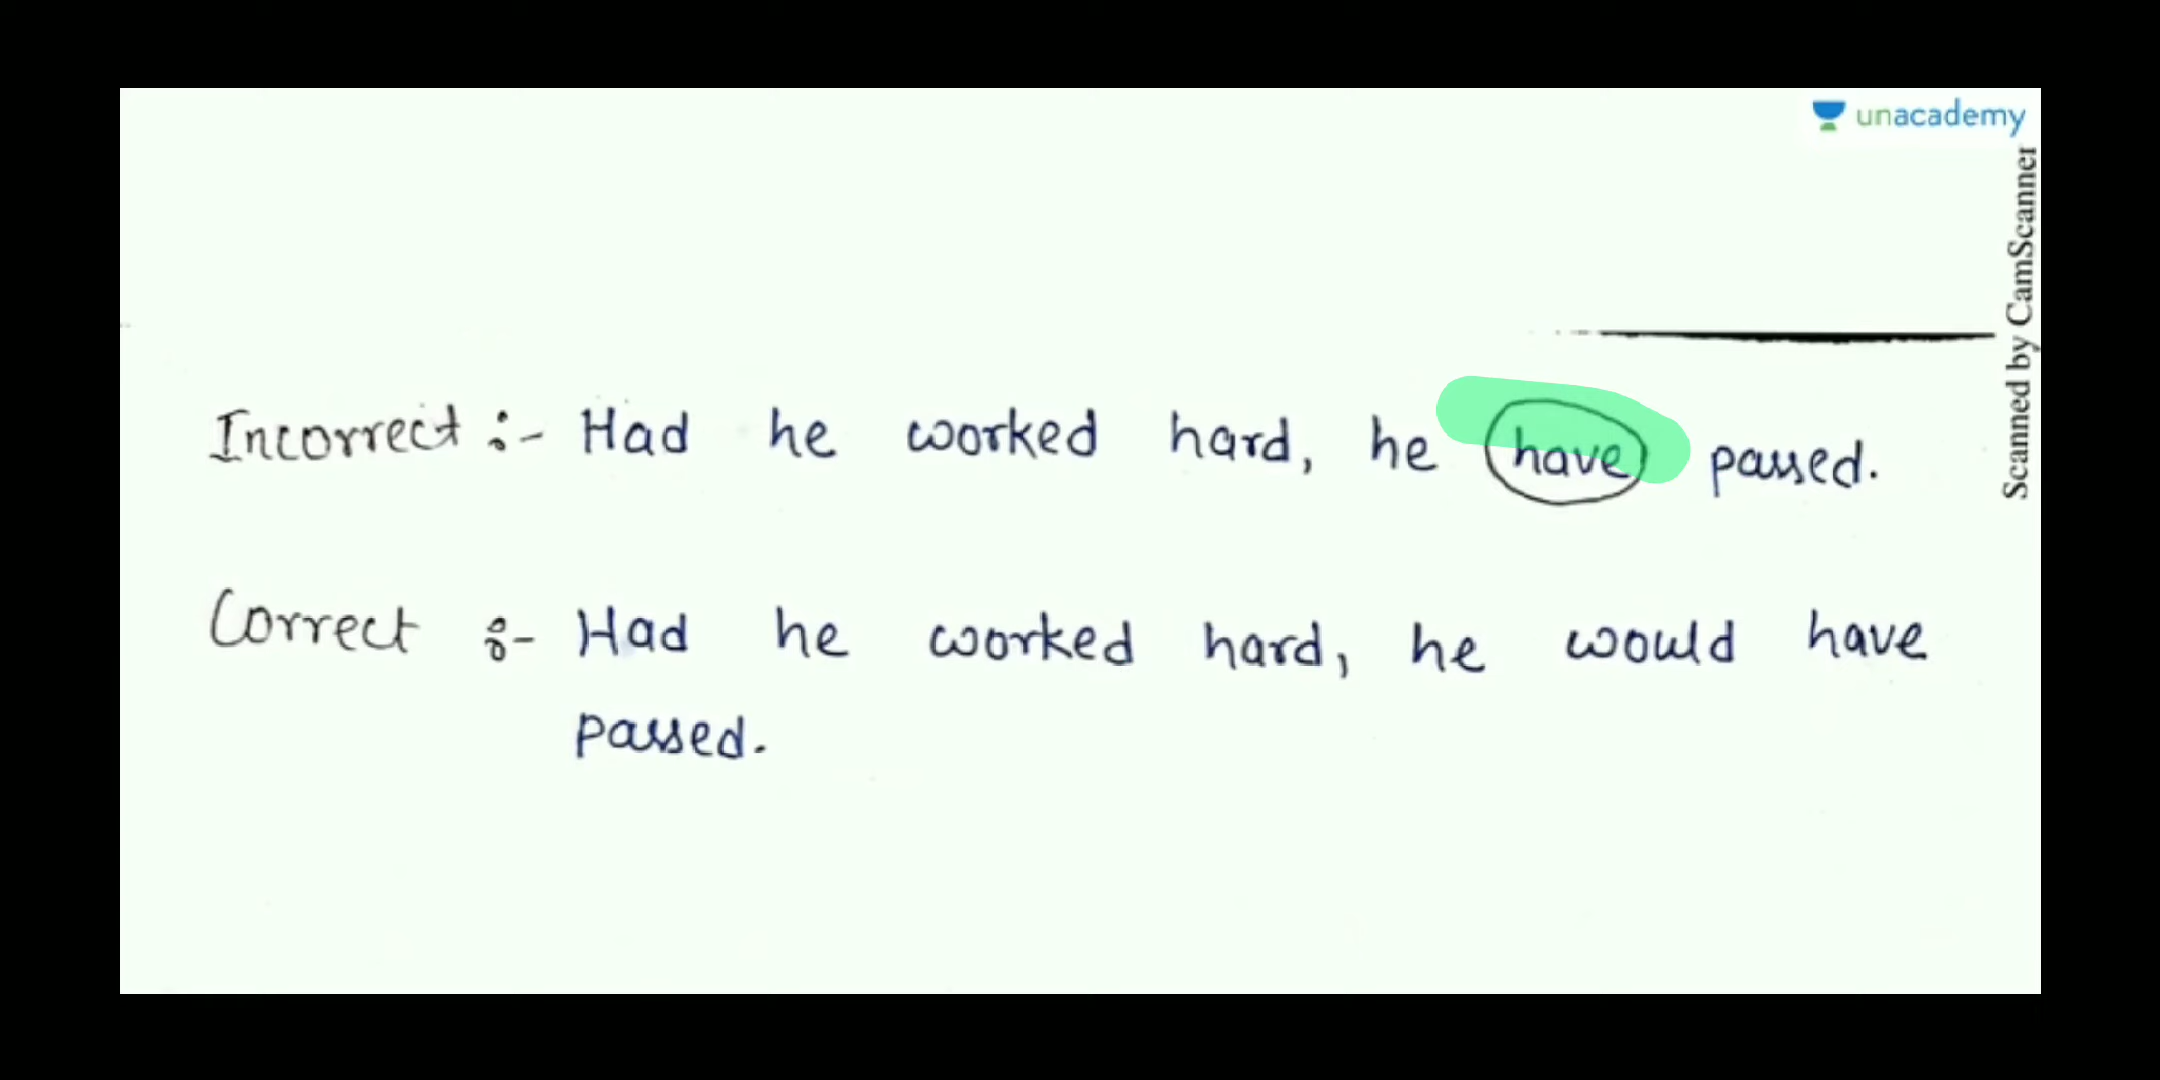 unacademy
Scanned by CamScanner
Incorrect :- Had he worked hard, he have passed.
Correct :- Had he worked hard, he would have
passed.